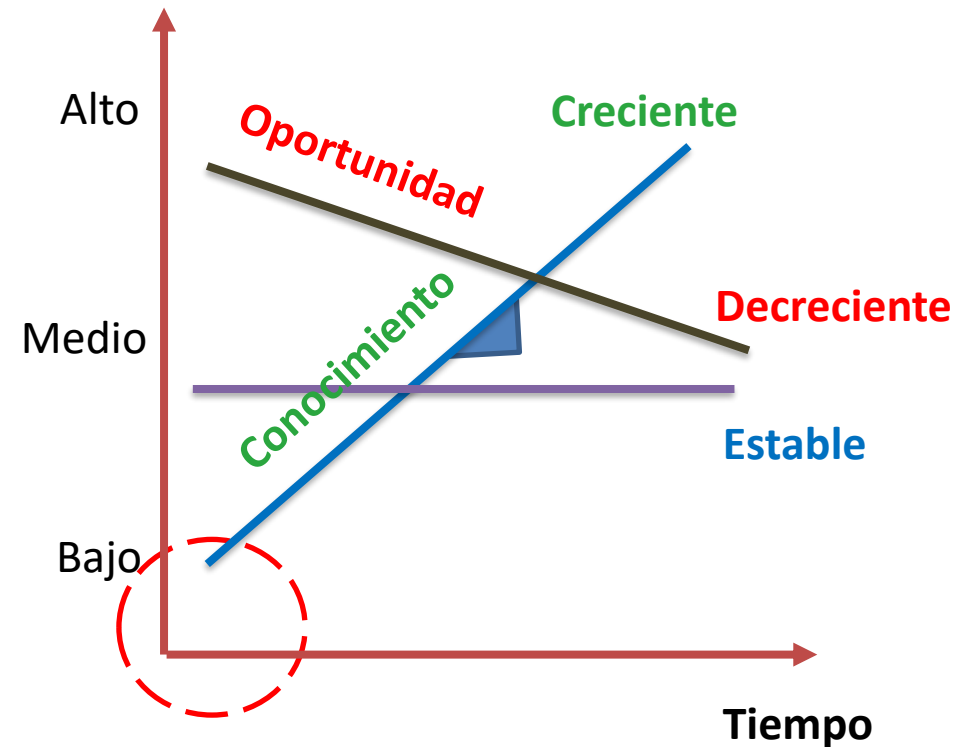 Alto
Creciente
Oportunidad
Decreciente
Medio
Conocimiento
Estable
Bajo
Tiempo